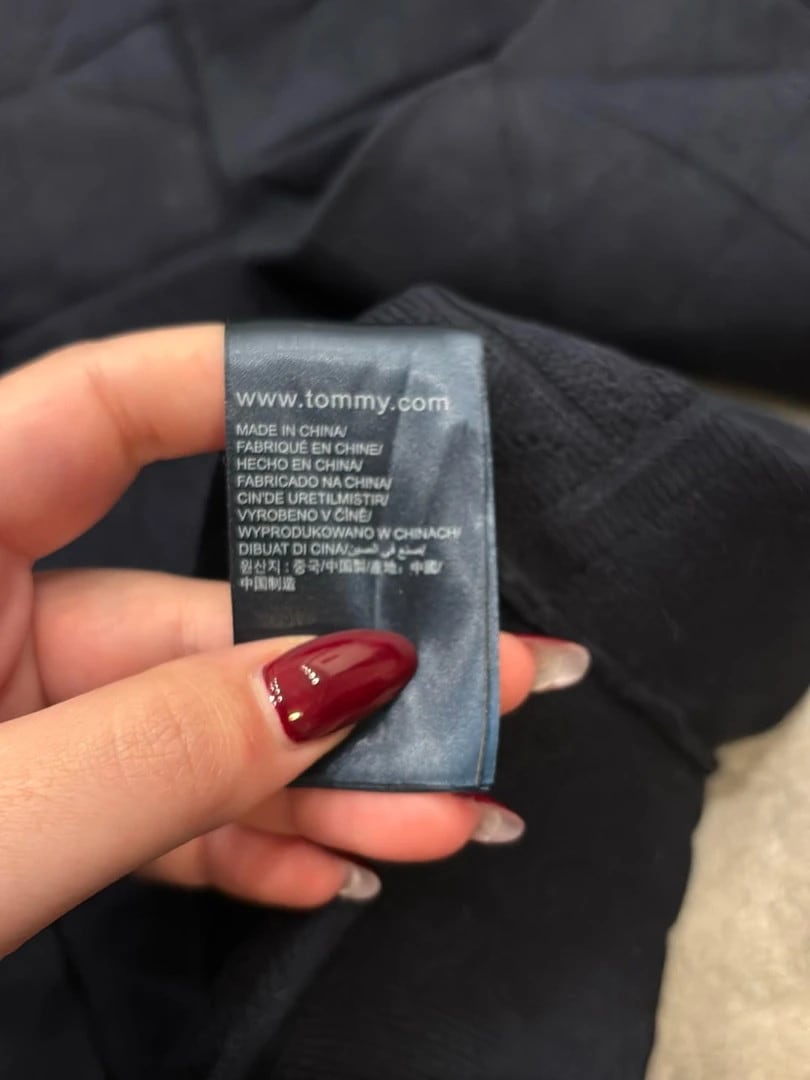 www.tommy.com
MADE IN CHINA/
FABRIQUÉ EN CHINE/
HECHO EN CHINA/
FABRICADO NA CHINA/
CIN'DE URETILMISTIR/
VYROBENO V ČÍNĚ/
WYPRODUKOWANO W CHINACH/
DIBUAT DI CINA/صنع في الصين/
원산지 : 중국/中国製/產地：中國/
中国制造